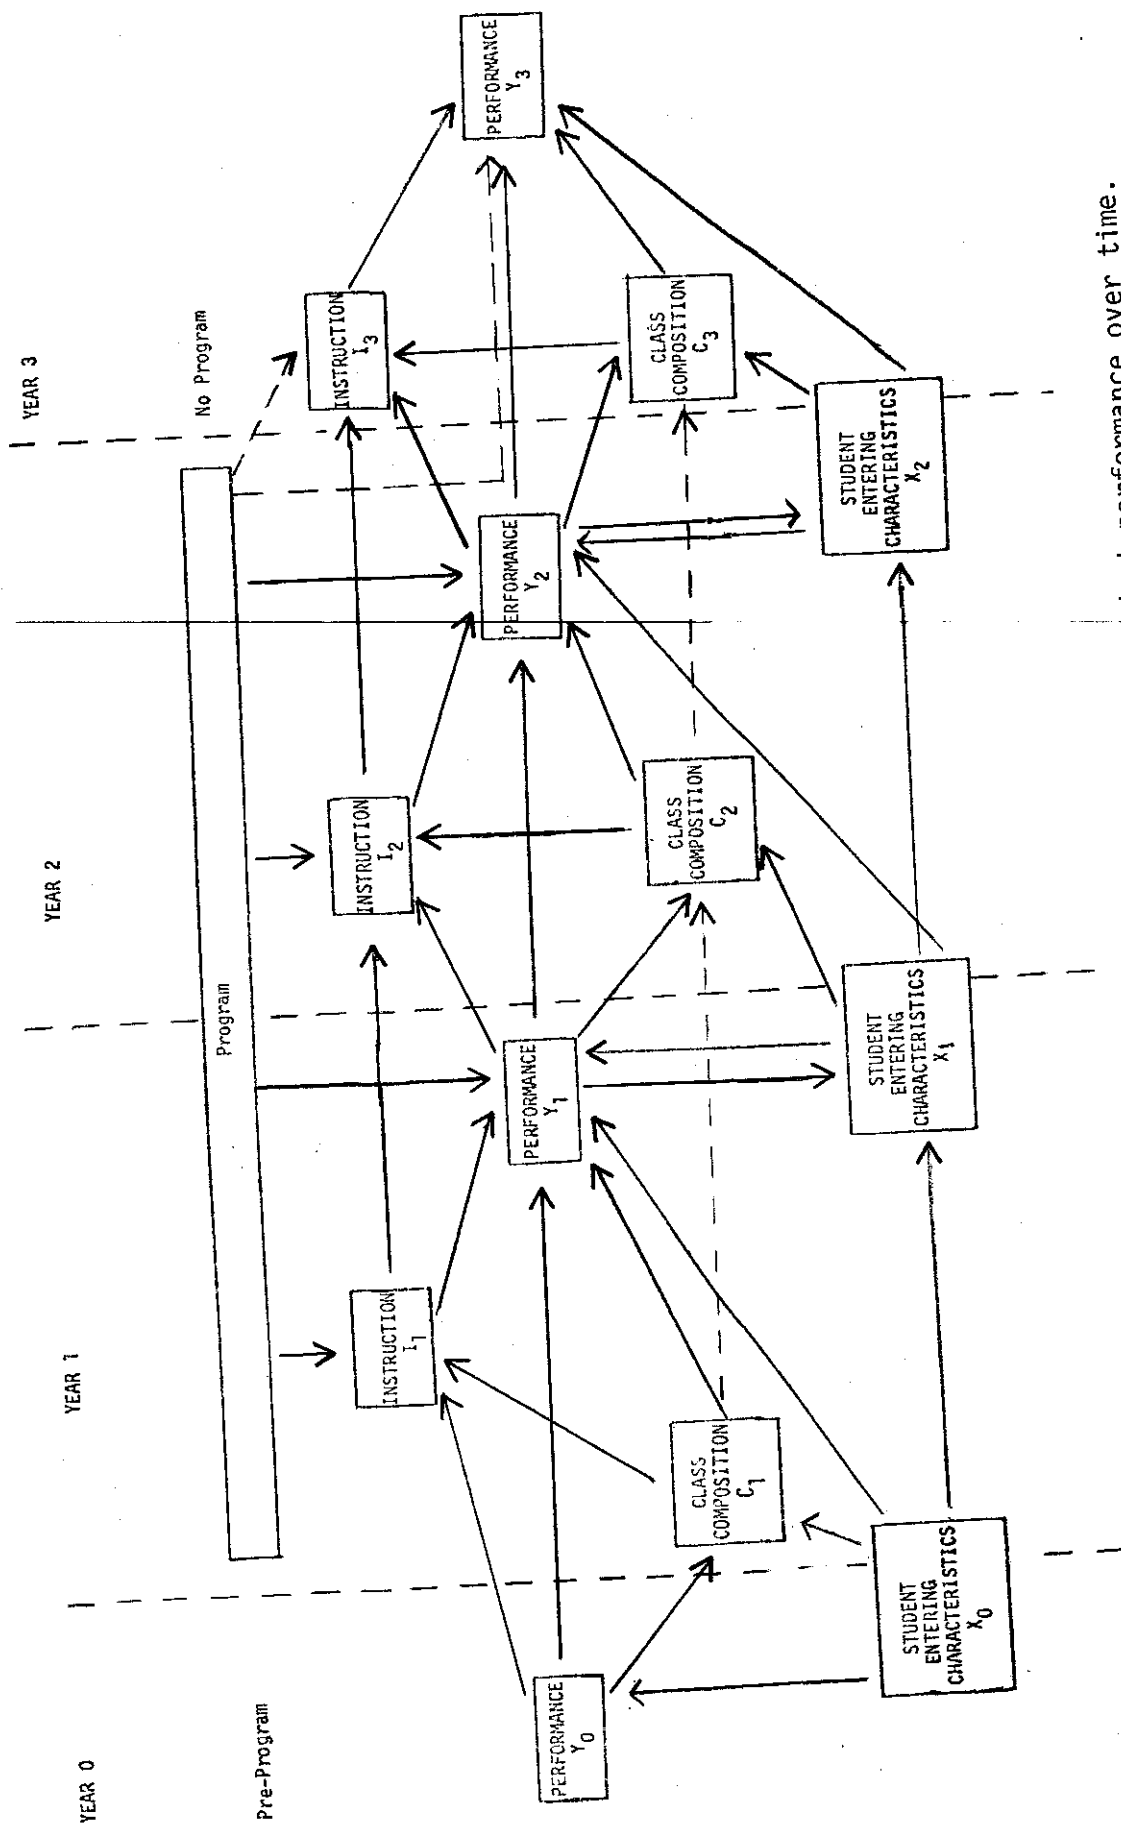 YEAR 0
YEAR 1
YEAR 2
YEAR 3
Pre-Program
Program
No Program
INSTRUCTION
I1
INSTRUCTION
I2
INSTRUCTION
I3
PERFORMANCE
Y0
PERFORMANCE
Y1
PERFORMANCE
Y2
PERFORMANCE
Y3
CLASS
COMPOSITION
C1
CLASS
COMPOSITION
C2
CLASS
COMPOSITION
C3
STUDENT
ENTERING
CHARACTERISTICS
X0
STUDENT
ENTERING
CHARACTERISTICS
X1
STUDENT
ENTERING
CHARACTERISTICS
X2
performance over time.